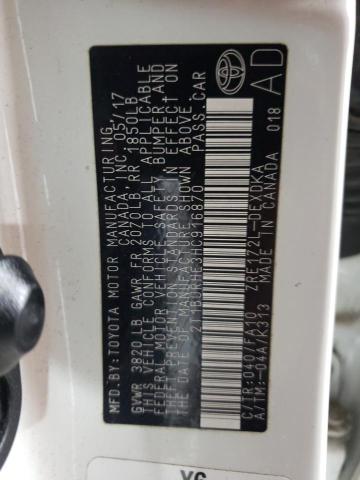 MFD.BY:TOYOTA MOTOR MANUFACTURING
CANADA, INC. 05/17
GVWR 3820 LB GAWR FR 2070LB RR 1850LB
THIS VEHICLE CONFORMS TO ALL APPLICABLE
FEDERAL MOTOR VEHICLE SAFETY, BUMPER, AND
THEFT PREVENTION STANDARDS IN EFFECT ON
THE DATE OF MANUFACTURE SHOWN ABOVE.
PASS.CAR
C/TR:040/FA10 ZRE172L-DEXDKA
A/TM:-04A/K313 MADE IN CANADA 018
AD